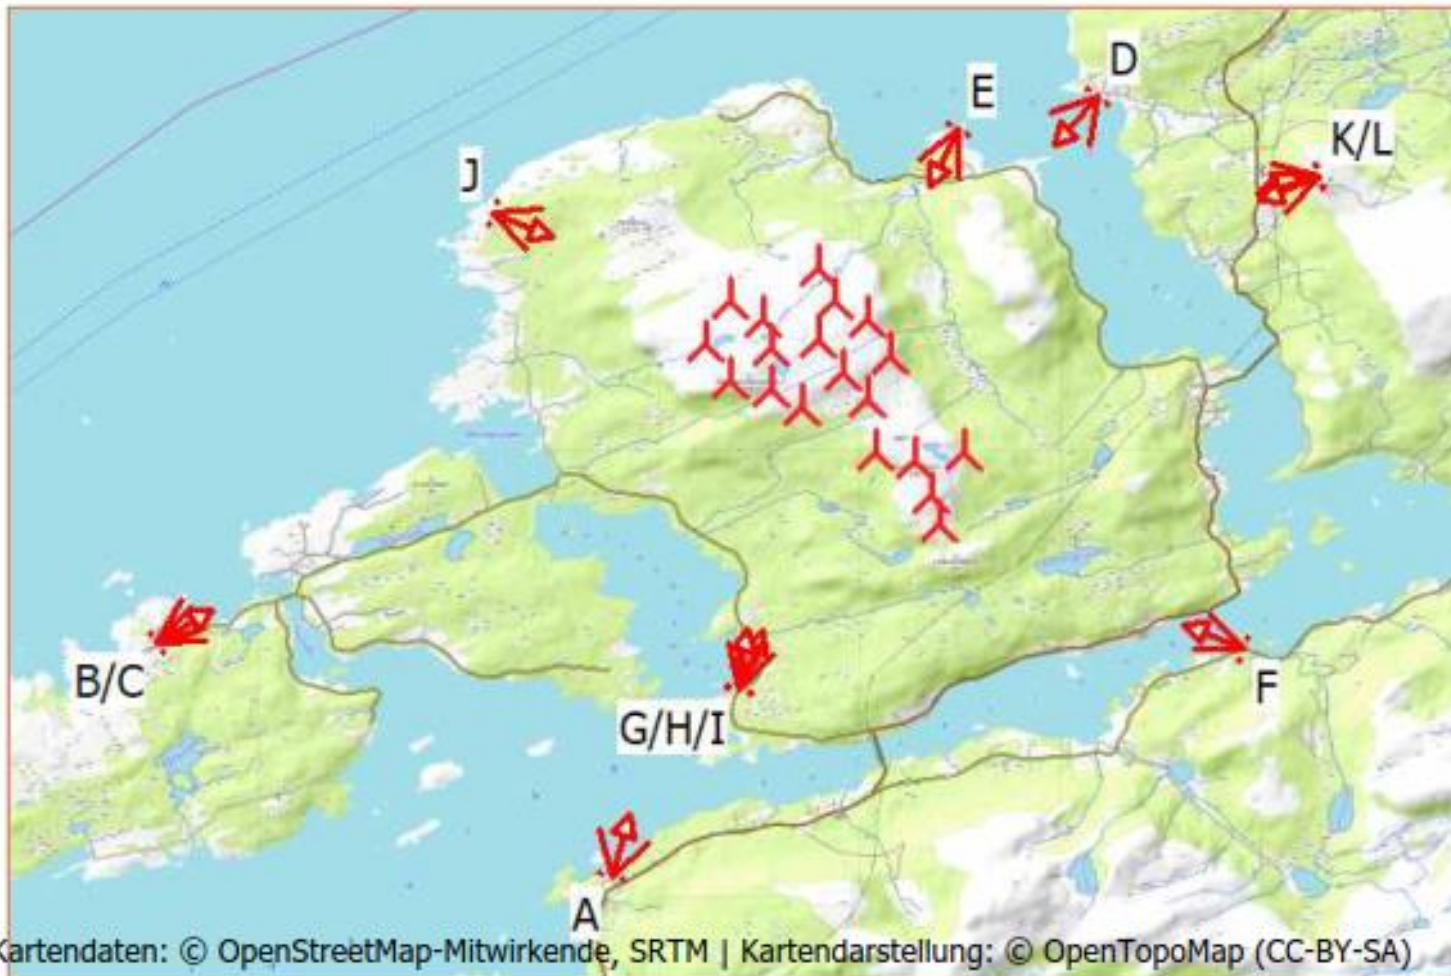 D
E
K/L
J
B/C
G/H/I
F
A
Kartendaten: © OpenStreetMap-Mitwirkende, SRTM | Kartendarstellung: © OpenTopoMap (CC-BY-SA)